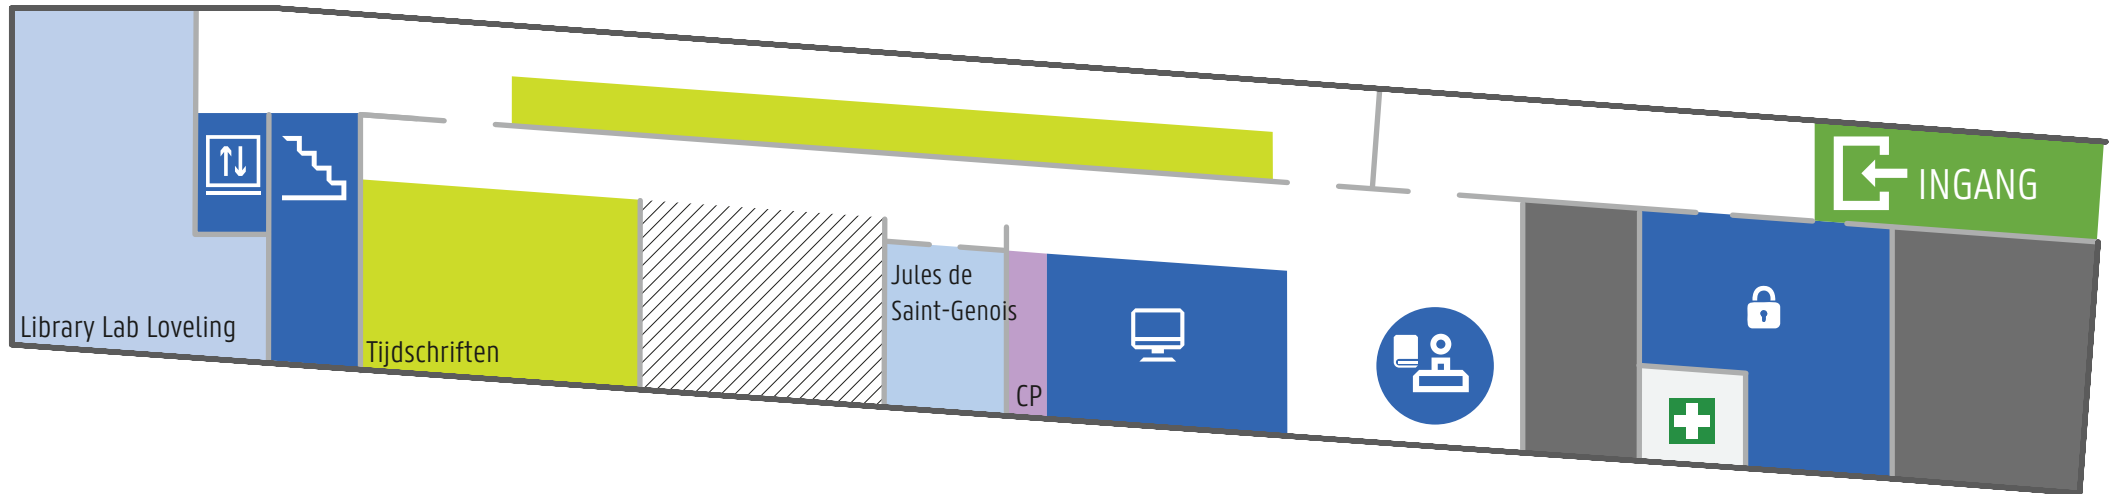 INGANG
Jules de
Saint-Genois
Library Lab Loveling
Tijdschriften
CP